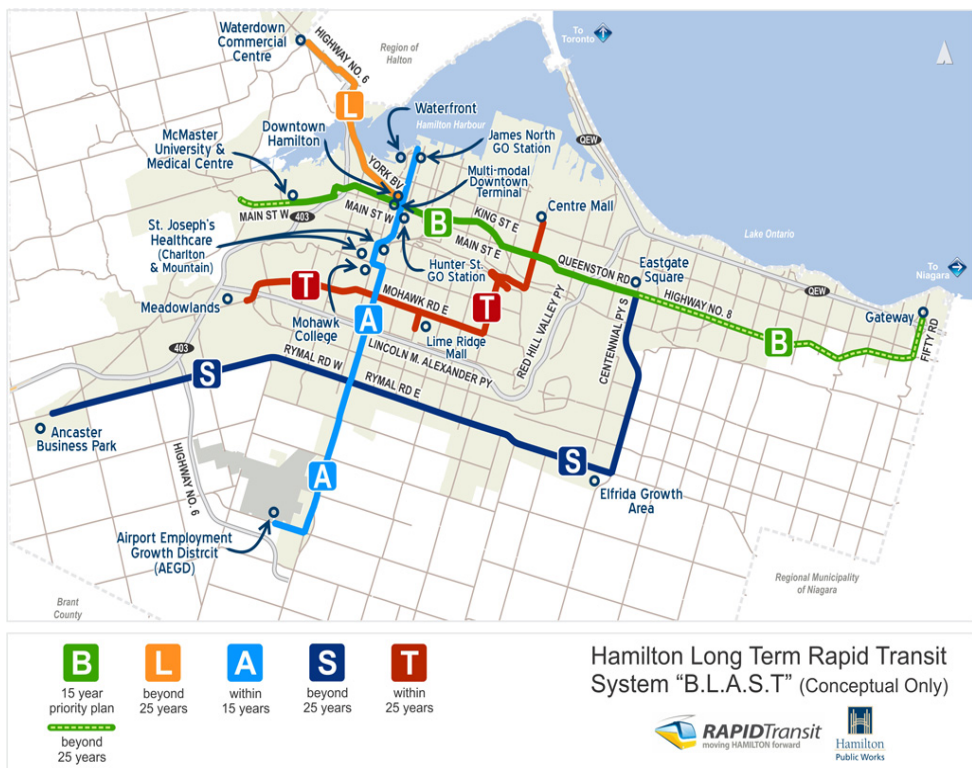 Waterdown
Commercial
Centre
HIGHWAY NO. 6
Region of
Halton
To
Toronto
L
QEW
McMaster
University &
Medical Centre
Downtown
Hamilton
Waterfront
Hamilton Harbour
James North
GO Station
YORK BV
Multi-modal
Downtown
Terminal
MAIN ST W
403
MAIN ST W
B
KING ST E
Centre Mall
MAIN ST E
St. Joseph's
Healthcare
(Charlton
& Mountain)
Hunter St.
GO Station
Lake Ontario
QUEENSTON RD
Eastgate
Square
To
Niagara
Meadowlands
T
MOHAWK RD E
T
Mohawk
College
A
Lime Ridge
Mall
RED HILL VALLEY PY
CENTENNIAL PY S
HIGHWAY NO. 8
QEW
Gateway
B
FIFTY RD
403
LINCOLN M. ALEXANDER PY
S
RYMAL RD W
RYMAL RD E
Ancaster
Business Park
HIGHWAY NO. 6
A
S
Elfrida Growth
Area
Airport Employment
Growth Distrcit
(AEGD)
Brant
County
Regional Municipality
of Niagara
B
15 year
priority plan
beyond
25 years
L
beyond
25 years
A
within
15 years
S
beyond
25 years
T
within
25 years
Hamilton Long Term Rapid Transit
System “B.L.A.S.T” (Conceptual Only)
RAPIDTransit
moving HAMILTON forward
Hamilton
Public Works